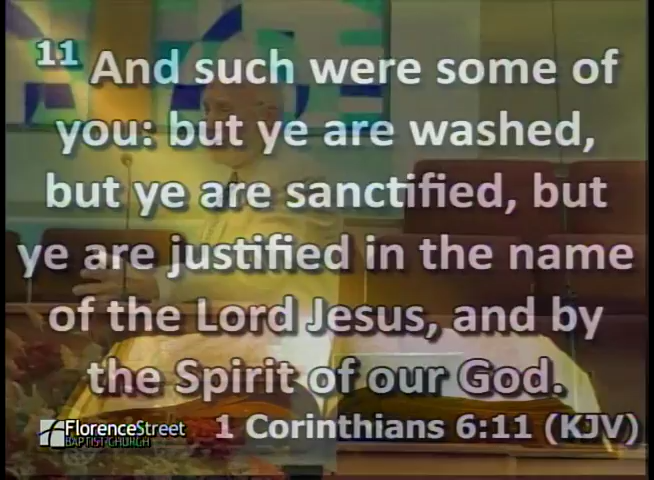 11 And such were some of
you: but ye are washed,
but ye are sanctified, but
ye are justified in the name
of the Lord Jesus, and by
the Spirit of our God.
FlorenceStreet
BAPTIST CHURCH
1 Corinthians 6:11 (KJV)